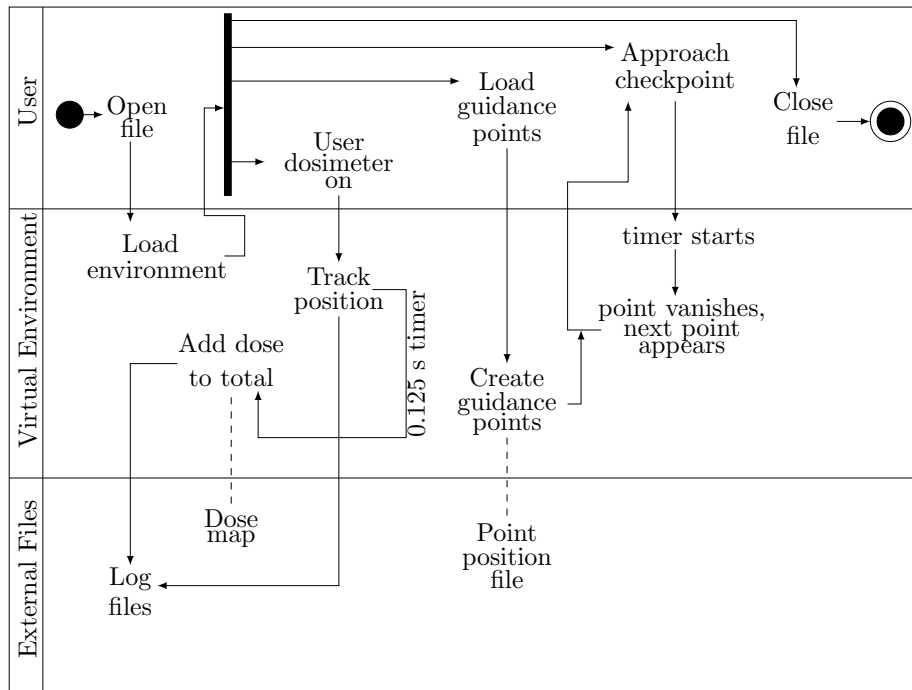 User
Open
file
User
dosimeter
on
Load
guidance
points
Approach
checkpoint
Close
file
Virtual Environment
Load
environment
Track
position
0.125 s timer
Add dose
to total
Create
guidance
points
timer starts
point vanishes,
next point
appears
External Files
Log
files
Dose
map
Point
position
file